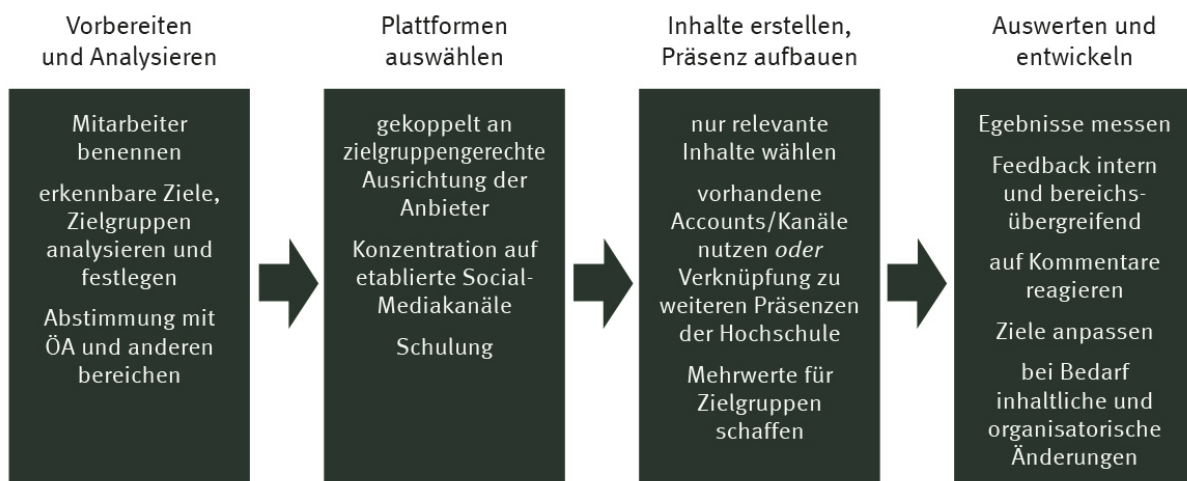 Vorbereiten
und Analysieren
Mitarbeiter
benennen
erkennbare Ziele,
Zielgruppen
analysieren und
festlegen
Abstimmung mit
ÖA und anderen
bereichen
Plattformen
auswählen
gekoppelt an
zielgruppengerechte
Ausrichtung der
Anbieter
Konzentration auf
etablierte Social-
Mediakanäle
Schulung
Inhalte erstellen,
Präsenz aufbauen
nur relevante
Inhalte wählen
vorhandene
Accounts/Kanäle
nutzen oder
Verknüpfung zu
weiteren Präsenzen
der Hochschule
Mehrwerte für
Zielgruppen
schaffen
Auswerten und
entwickeln
Egebnisse messen
Feedback intern
und bereichs-
übergreifend
auf Kommentare
reagieren
Ziele anpassen
bei Bedarf
inhaltliche und
organisatorische
Änderungen